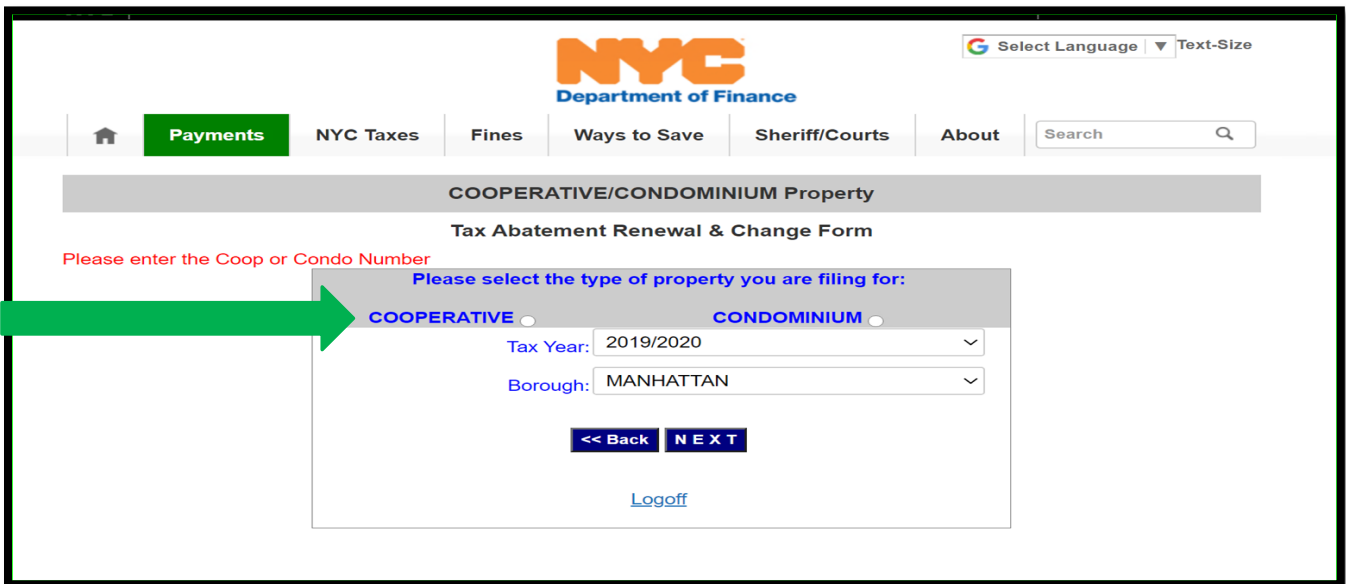 NYC
Department of Finance
Select Language ▼ Text-Size
Payments NYC Taxes Fines Ways to Save Sheriff/Courts About Search
COOPERATIVE/CONDOMINIUM Property
Tax Abatement Renewal & Change Form
Please enter the Coop or Condo Number
Please select the type of property you are filing for:
COOPERATIVE CONDOMINIUM
Tax Year: 2019/2020
Borough: MANHATTAN
<< Back N E X T
Logoff